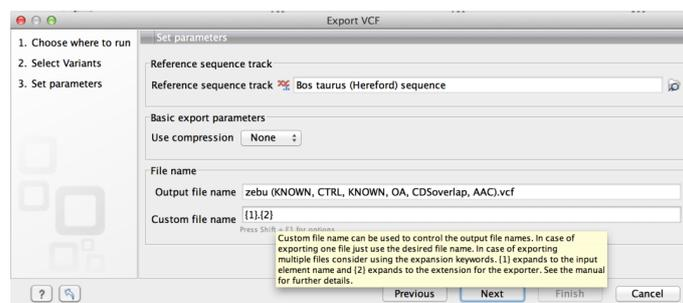 Export VCF
1. Choose where to run
2. Select Variants
3. Set parameters
Set parameters
Reference sequence track
Reference sequence track Bos taurus (Hereford) sequence
Basic export parameters
Use compression None
File name
Output file name zebu (KNOWN, CTRL, KNOWN, OA, CDSoverlap, AAC).vcf
Custom file name {1}.{2}
Press Shift + F1 for options
Custom file name can be used to control the output file names. In case of
exporting one file just use the desired file name. In case of exporting
multiple files consider using the expansion keywords. {1} expands to the input
element name and {2} expands to the extension for the exporter. See the manual
for further details.
? Previous Next Finish Cancel